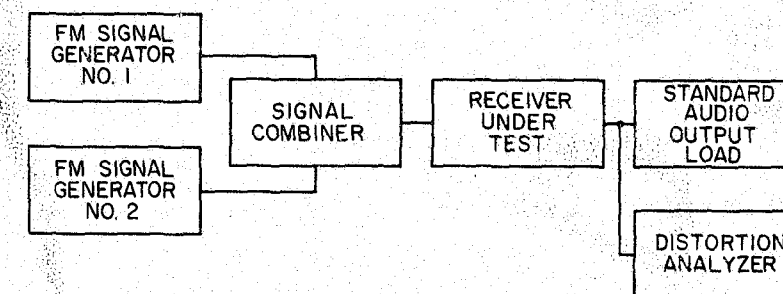 FM SIGNAL
GENERATOR
NO. 1
FM SIGNAL
GENERATOR
NO. 2
SIGNAL
COMBINER
RECEIVER
UNDER
TEST
STANDARD
AUDIO
OUTPUT
LOAD
DISTORTION
ANALYZER